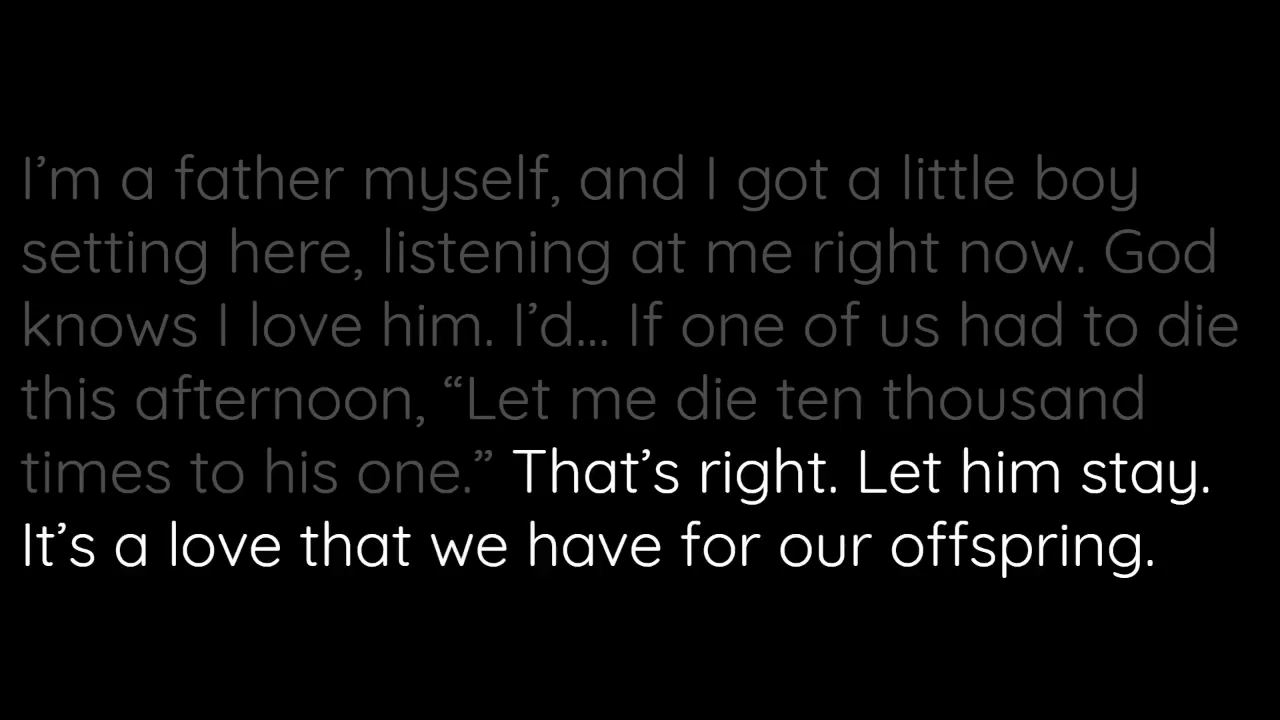 I’m a father myself, and I got a little boy
setting here, listening at me right now. God
knows I love him. I’d... If one of us had to die
this afternoon, “Let me die ten thousand
times to his one.” That’s right. Let him stay.
It’s a love that we have for our offspring.